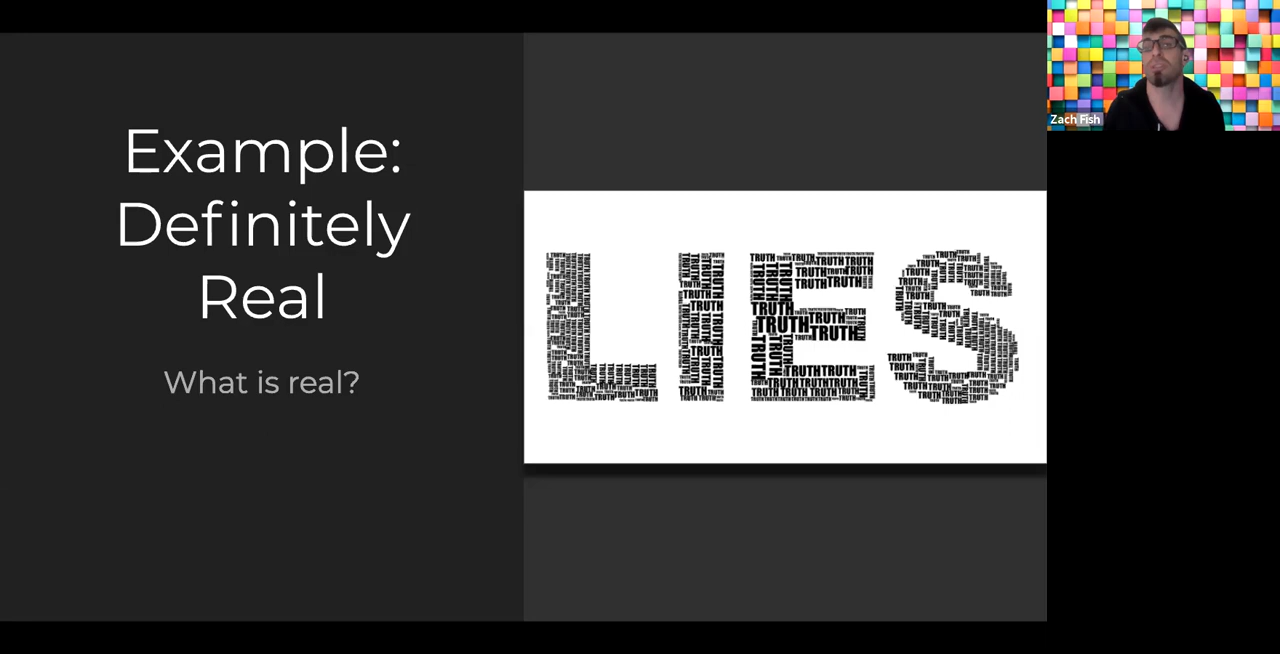 Example:
Definitely
Real
What is real?
LIES
Zach Fish